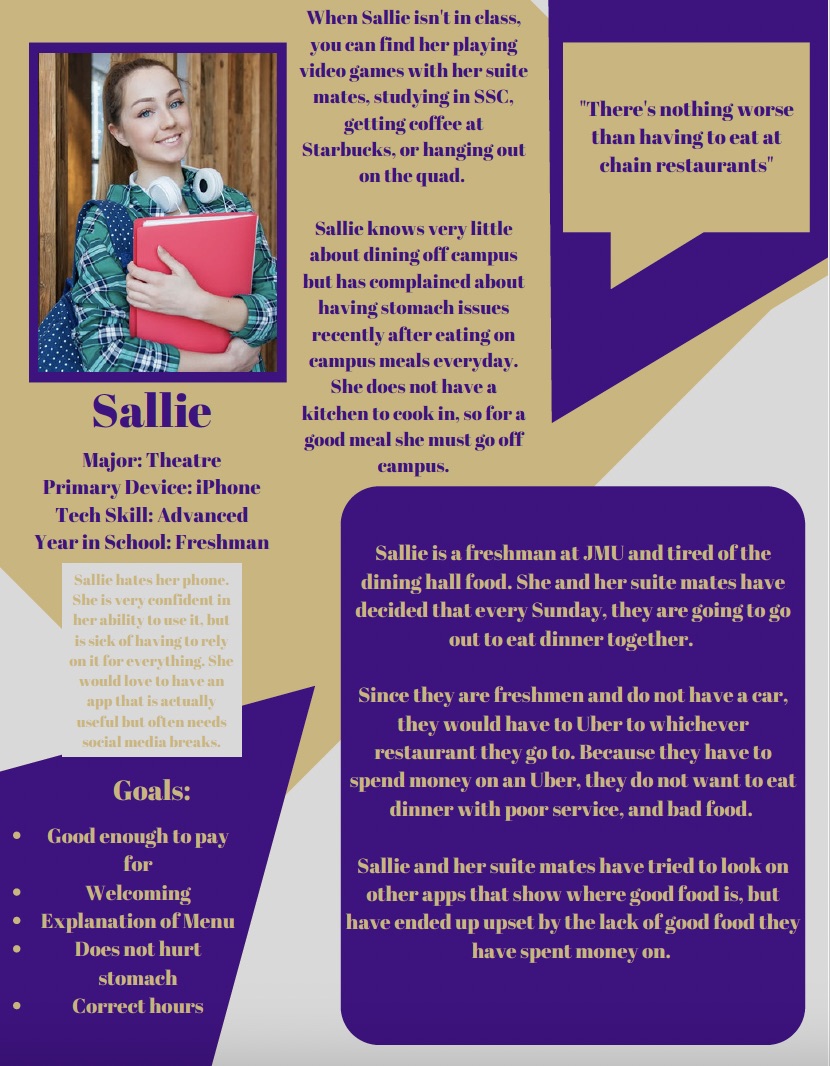 When Sallie isn't in class,
you can find her playing
video games with her suite
mates, studying in SSC,
getting coffee at
Starbucks, or hanging out
on the quad.
Sallie knows very little
about dining off campus
but has complained about
having stomach issues
recently after eating on
campus meals everyday.
She does not have a
kitchen to cook in, so for a
good meal she must go off
campus.
"There's nothing worse
than having to eat at
chain restaurants"
Sallie
Major: Theatre
Primary Device: iPhone
Tech Skill: Advanced
Year in School: Freshman
Sallie hates her phone.
She is very confident in
her ability to use it, but
is sick of having to rely
on it for everything. She
would love to have an
app that is actually
useful but often needs
social media breaks.
Goals:
• Good enough to pay
for
• Welcoming
• Explanation of Menu
• Does not hurt
stomach
• Correct hours
Sallie is a freshman at JMU and tired of the
dining hall food. She and her suite mates have
decided that every Sunday, they are going to go
out to eat dinner together.
Since they are freshmen and do not have a car,
they would have to Uber to whichever
restaurant they go to. Because they have to
spend money on an Uber, they do not want to eat
dinner with poor service, and bad food.
Sallie and her suite mates have tried to look on
other apps that show where good food is, but
have ended up upset by the lack of good food they
have spent money on.